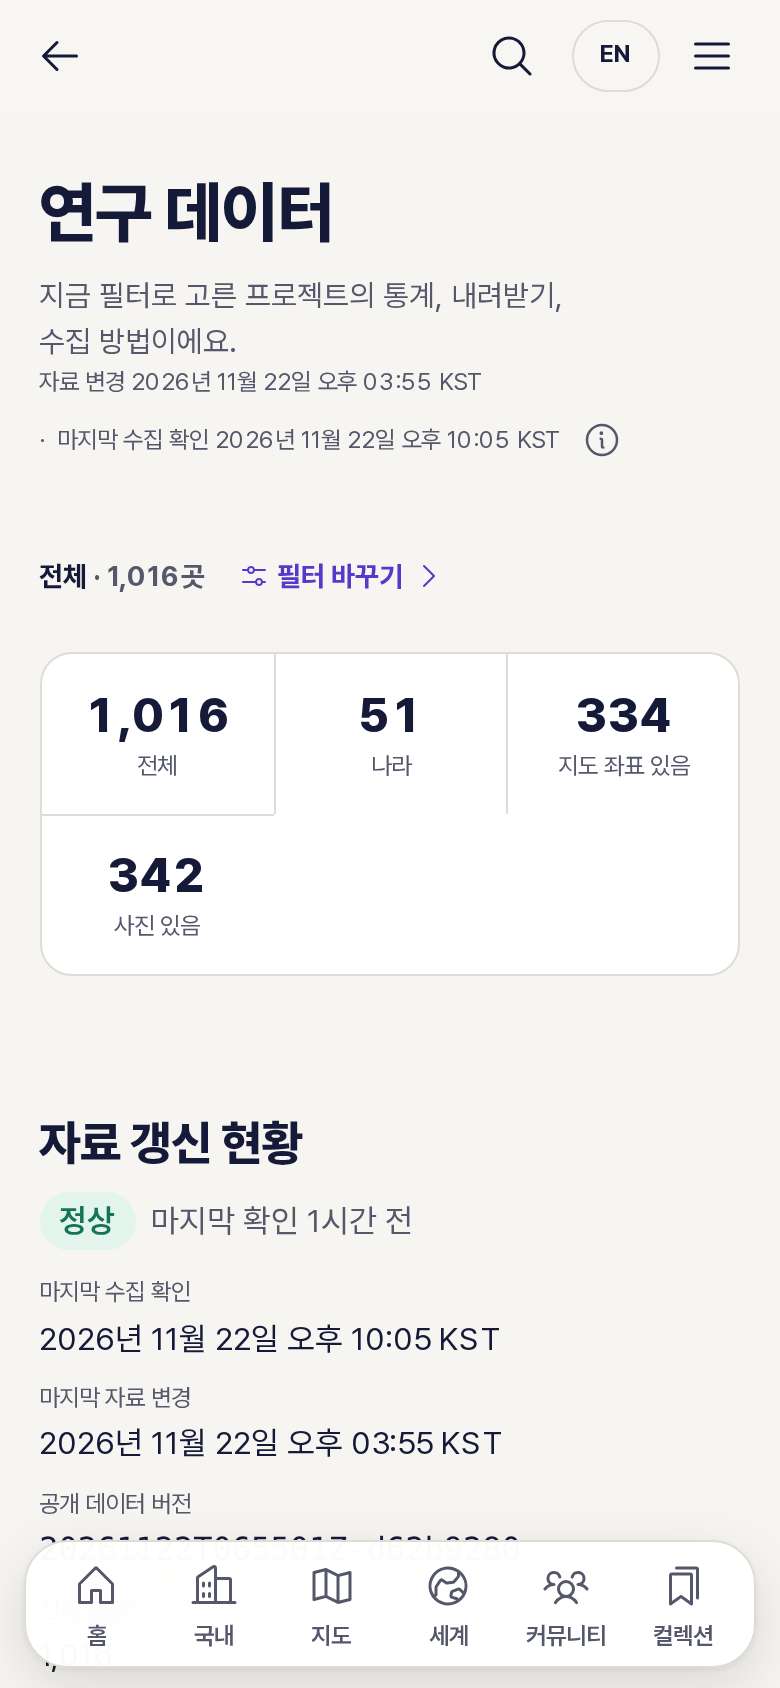 EN
연구 데이터
지금 필터로 고른 프로젝트의 통계, 내려받기,
수집 방법이에요.
자료 변경 2026년 11월 22일 오후 03:55 KST
· 마지막 수집 확인 2026년 11월 22일 오후 10:05 KST
전체 · 1,016곳 필터 바꾸기
1,016 51 334
전체 나라 지도 좌표 있음
342
사진 있음
자료 갱신 현황
정상 마지막 확인 1시간 전
마지막 수집 확인
2026년 11월 22일 오후 10:05 KST
마지막 자료 변경
2026년 11월 22일 오후 03:55 KST
공개 데이터 버전
홈 국내 지도 세계 커뮤니티 컬렉션